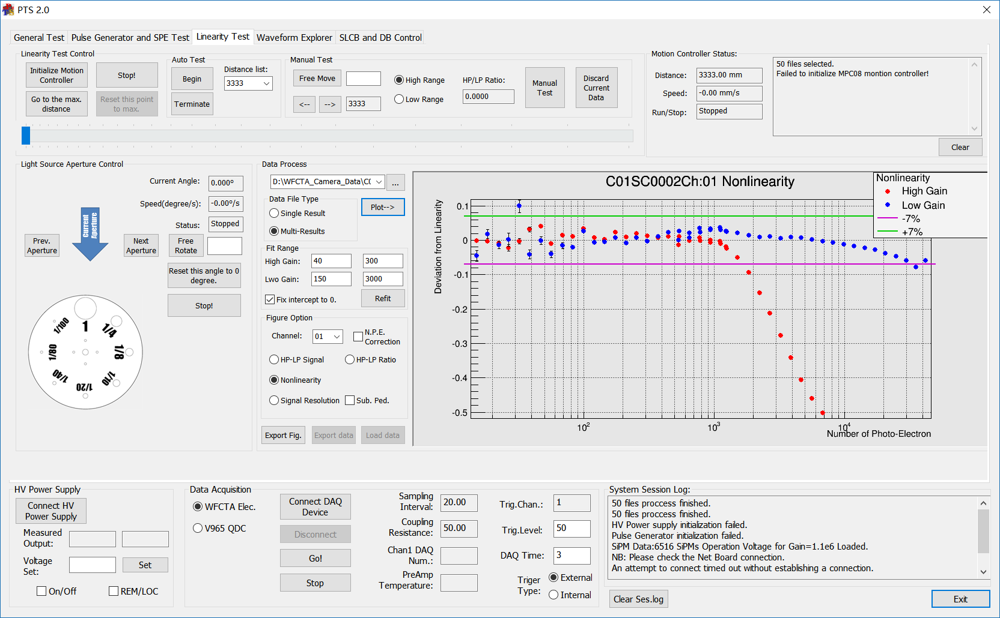 PTS 2.0
General Test
Pulse Generator and SPE Test
Linearity Test
Waveform Explorer
SLCB and DB Control
Linearity Test Control
Initialize Motion
Controller
Stop!
Go to the max.
distance
Reset this point
to max.
Auto Test
Begin
Terminate
Distance list:
3333
Manual Test
Free Move
<--
-->
3333
High Range
Low Range
HP/LP Ratio:
0.0000
Manual
Test
Discard
Current
Data
Motion Controller Status:
Distance:
3333.00 mm
Speed:
-0.00 mm/s
Run/Stop:
Stopped
50 files selected.
Failed to initialize MPC08 montion controller!
Clear
Light Source Aperture Control
Current Angle:
0.000º
Speed(degree/s):
-0.00º/s
Status:
Stopped
Current
Aperture
Prev.
Aperture
Next
Aperture
Free
Rotate
Reset this angle to 0
degree.
Stop!
1
1/4
1/8
1/10
1/20
1/40
1/80
1/100
Data Process
D:\WFCTA_Camera_Data\C(
...
Data File Type
Single Result
Multi-Results
Plot-->
Fit Range
High Gain:
40
300
Lwo Gain:
150
3000
Fix intercept to 0.
Refit
Figure Option
Channel:
01
N.P.E.
Correction
HP-LP Signal
HP-LP Ratio
Nonlinearity
Signal Resolution
Sub. Ped.
Export Fig.
Export data
Load data
C01SC0002Ch:01 Nonlinearity
Nonlinearity
High Gain
Low Gain
-7%
+7%
Deviation from Linearity
0.1
0
-0.1
-0.2
-0.3
-0.4
-0.5
10²
10³
10⁴
Number of Photo-Electron
HV Power Supply
Connect HV
Power Supply
Measured
Output:
Voltage
Set:
Set
On/Off
REM/LOC
Data Acquisition
WFCTA Elec.
V965 QDC
Connect DAQ
Device
Disconnect
Go!
Stop
Sampling
Interval:
20.00
Coupling
Resistance:
50.00
Chan1 DAQ
Num.:
PreAmp
Temperature:
Trig.Chan.:
1
Trig.Level:
50
DAQ Time:
3
Triger
Type:
External
Internal
System Session Log:
50 files proccess finished.
50 files proccess finished.
HV Power supply initialization failed.
Pulse Generator initialization failed.
SiPM Data:6516 SiPMs Operation Voltage for Gain=1.1e6 Loaded.
NB: Please check the Net Board connection.
An attempt to connect timed out without establishing a connection.
Clear Ses.log
Exit